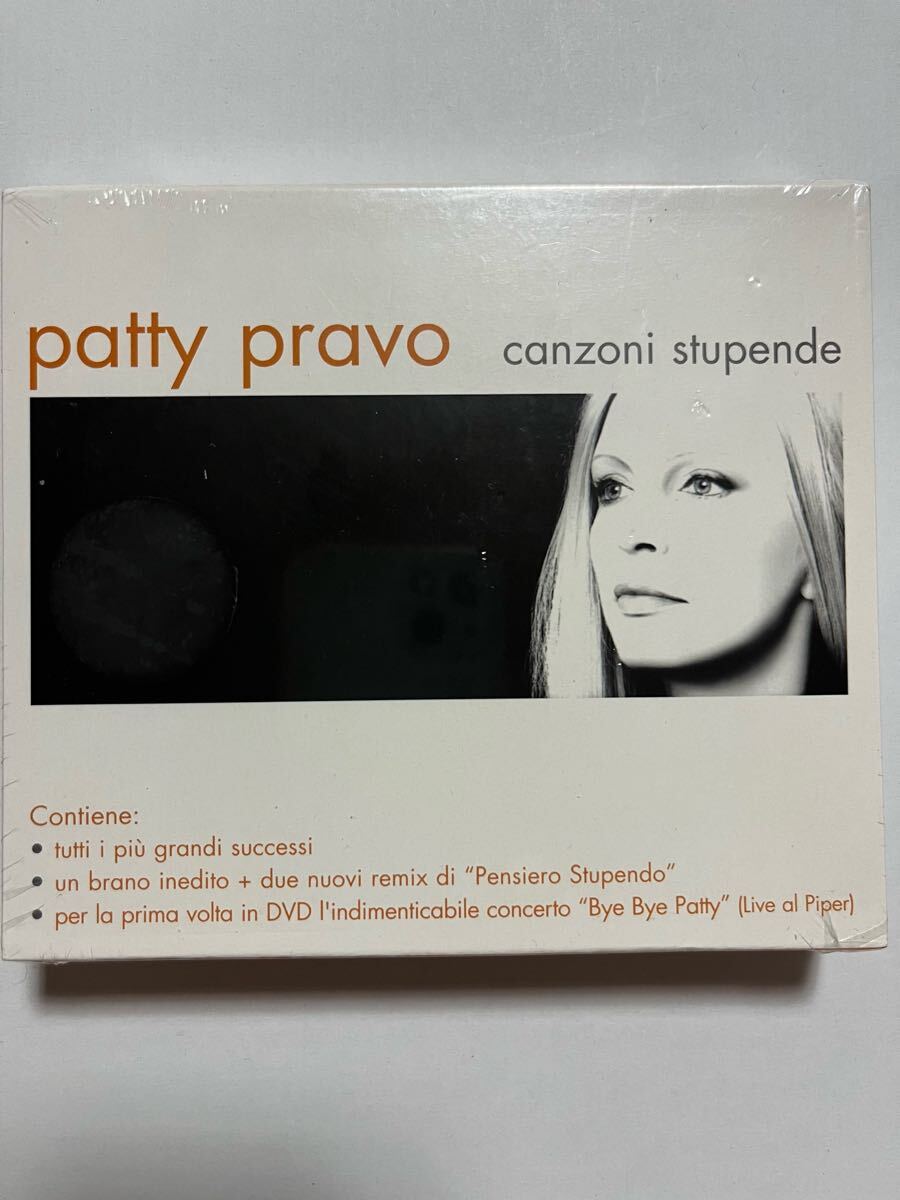 patty pravo canzoni stupende
Contiene:
• tutti i più grandi successi
• un brano inedito + due nuovi remix di “Pensiero Stupendo”
• per la prima volta in DVD l'indimenticabile concerto “Bye Bye Patty” (Live al Piper)